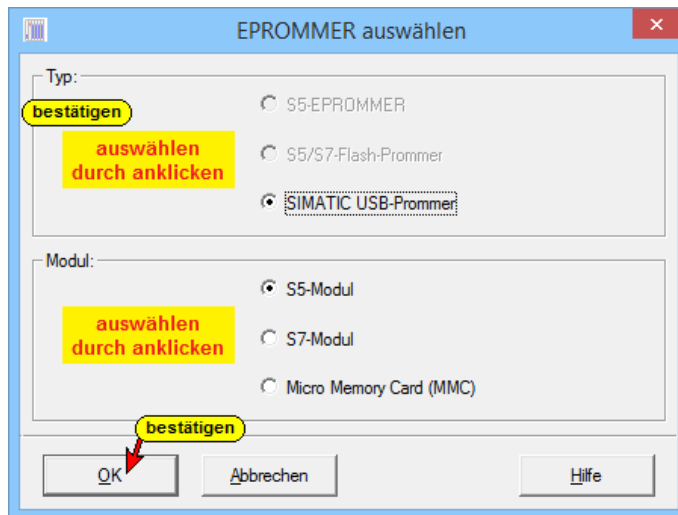 EPROMMER auswählen
Typ:
bestätigen
S5-EPROMMER
auswählen
durch anklicken
S5/S7-Flash-Prommer
SIMATIC USB-Prommer
Modul:
S5-Modul
auswählen
durch anklicken
S7-Modul
Micro Memory Card (MMC)
bestätigen
OK
Abbrechen
Hilfe